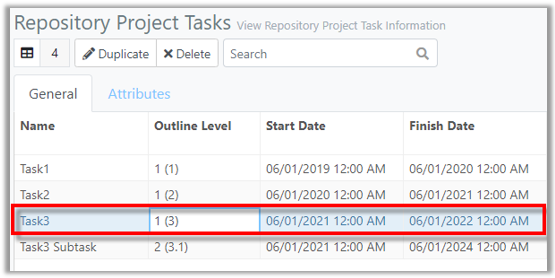 Repository Project Tasks View Repository Project Task Information
4 Duplicate Delete Search
General Attributes
Name Outline Level Start Date Finish Date
Task1 1 (1) 06/01/2019 12:00 AM 06/01/2020 12:00 AM
Task2 1 (2) 06/01/2020 12:00 AM 06/01/2021 12:00 AM
Task3 1 (3) 06/01/2021 12:00 AM 06/01/2022 12:00 AM
Task3 Subtask 2 (3.1) 06/01/2021 12:00 AM 06/01/2024 12:00 AM